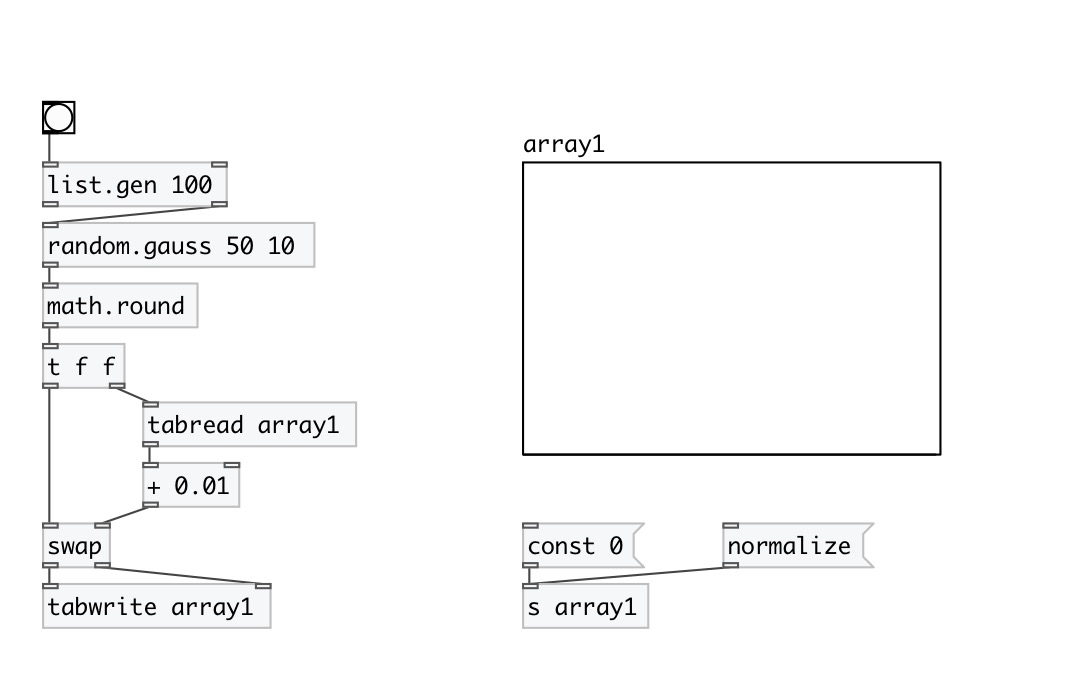 list.gen 100
random.gauss 50 10
math.round
t f f
tabread array1
+ 0.01
swap
tabwrite array1
array1
const 0
normalize
s array1